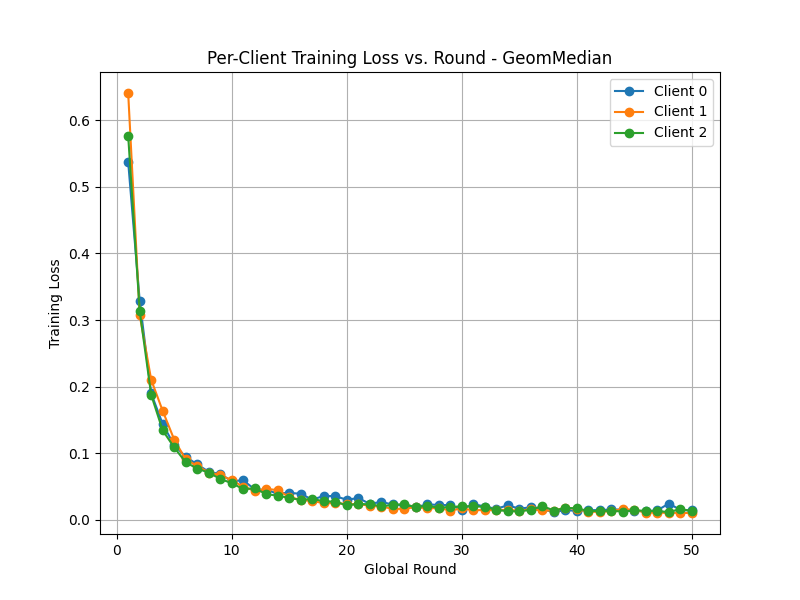 Per-Client Training Loss vs. Round - GeomMedian
Client 0
Client 1
Client 2
Training Loss
0.6
0.5
0.4
0.3
0.2
0.1
0.0
0
10
20
30
40
50
Global Round